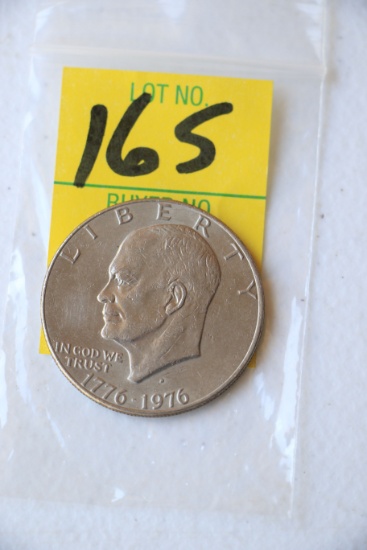 LOT NO.
165
BUYER NO.
LIBERTY
IN GOD WE
TRUST
1776-1976